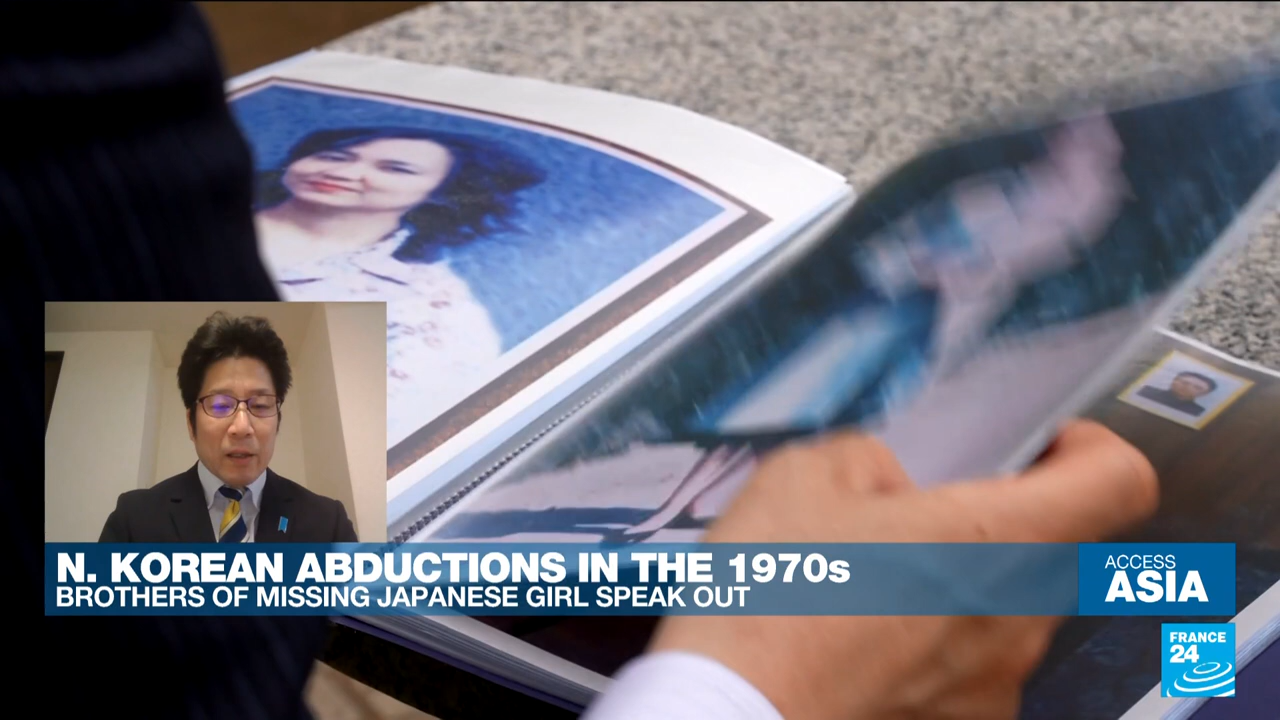 N. KOREAN ABDUCTIONS IN THE 1970s
BROTHERS OF MISSING JAPANESE GIRL SPEAK OUT
ACCESS
ASIA
FRANCE
24